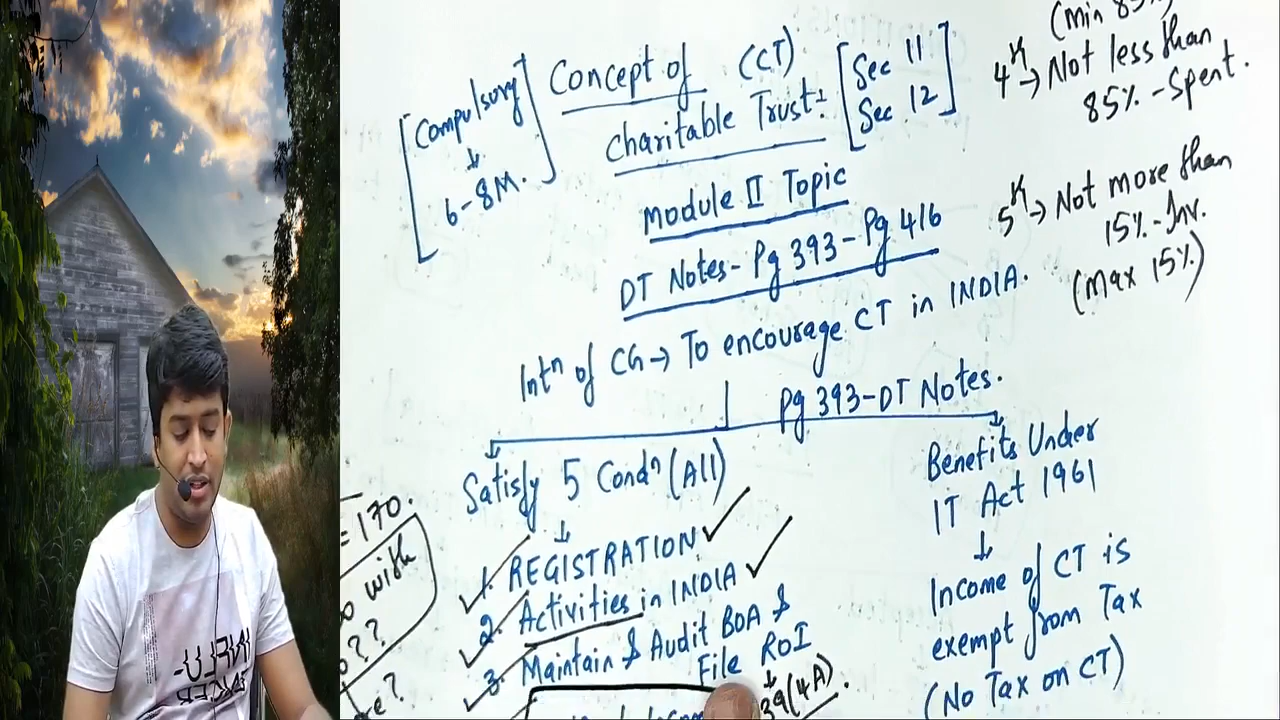 [Compulsory
↓
6-8M.]
Concept of (CT)
Charitable Trust:
[Sec 11
Sec 12]
Module II Topic
DT Notes- Pg 393-Pg 416
Intⁿ of CG → To encourage CT in INDIA.
Pg 393-DT Notes.
Satisfy 5 Condⁿ (All)
↓
1. REGISTRATION ✓
2. Activities in INDIA ✓
3. Maintain & Audit BOA &
File ROI
↓
39(4A).
Benefits Under
IT Act 1961
↓
Income of CT is
exempt from Tax
(No Tax on CT)
(Min 85%)
4K → Not less than
85% -Spent.
5K → Not more than
15%-Inv.
(Max 15%)
=170.
with
??
?